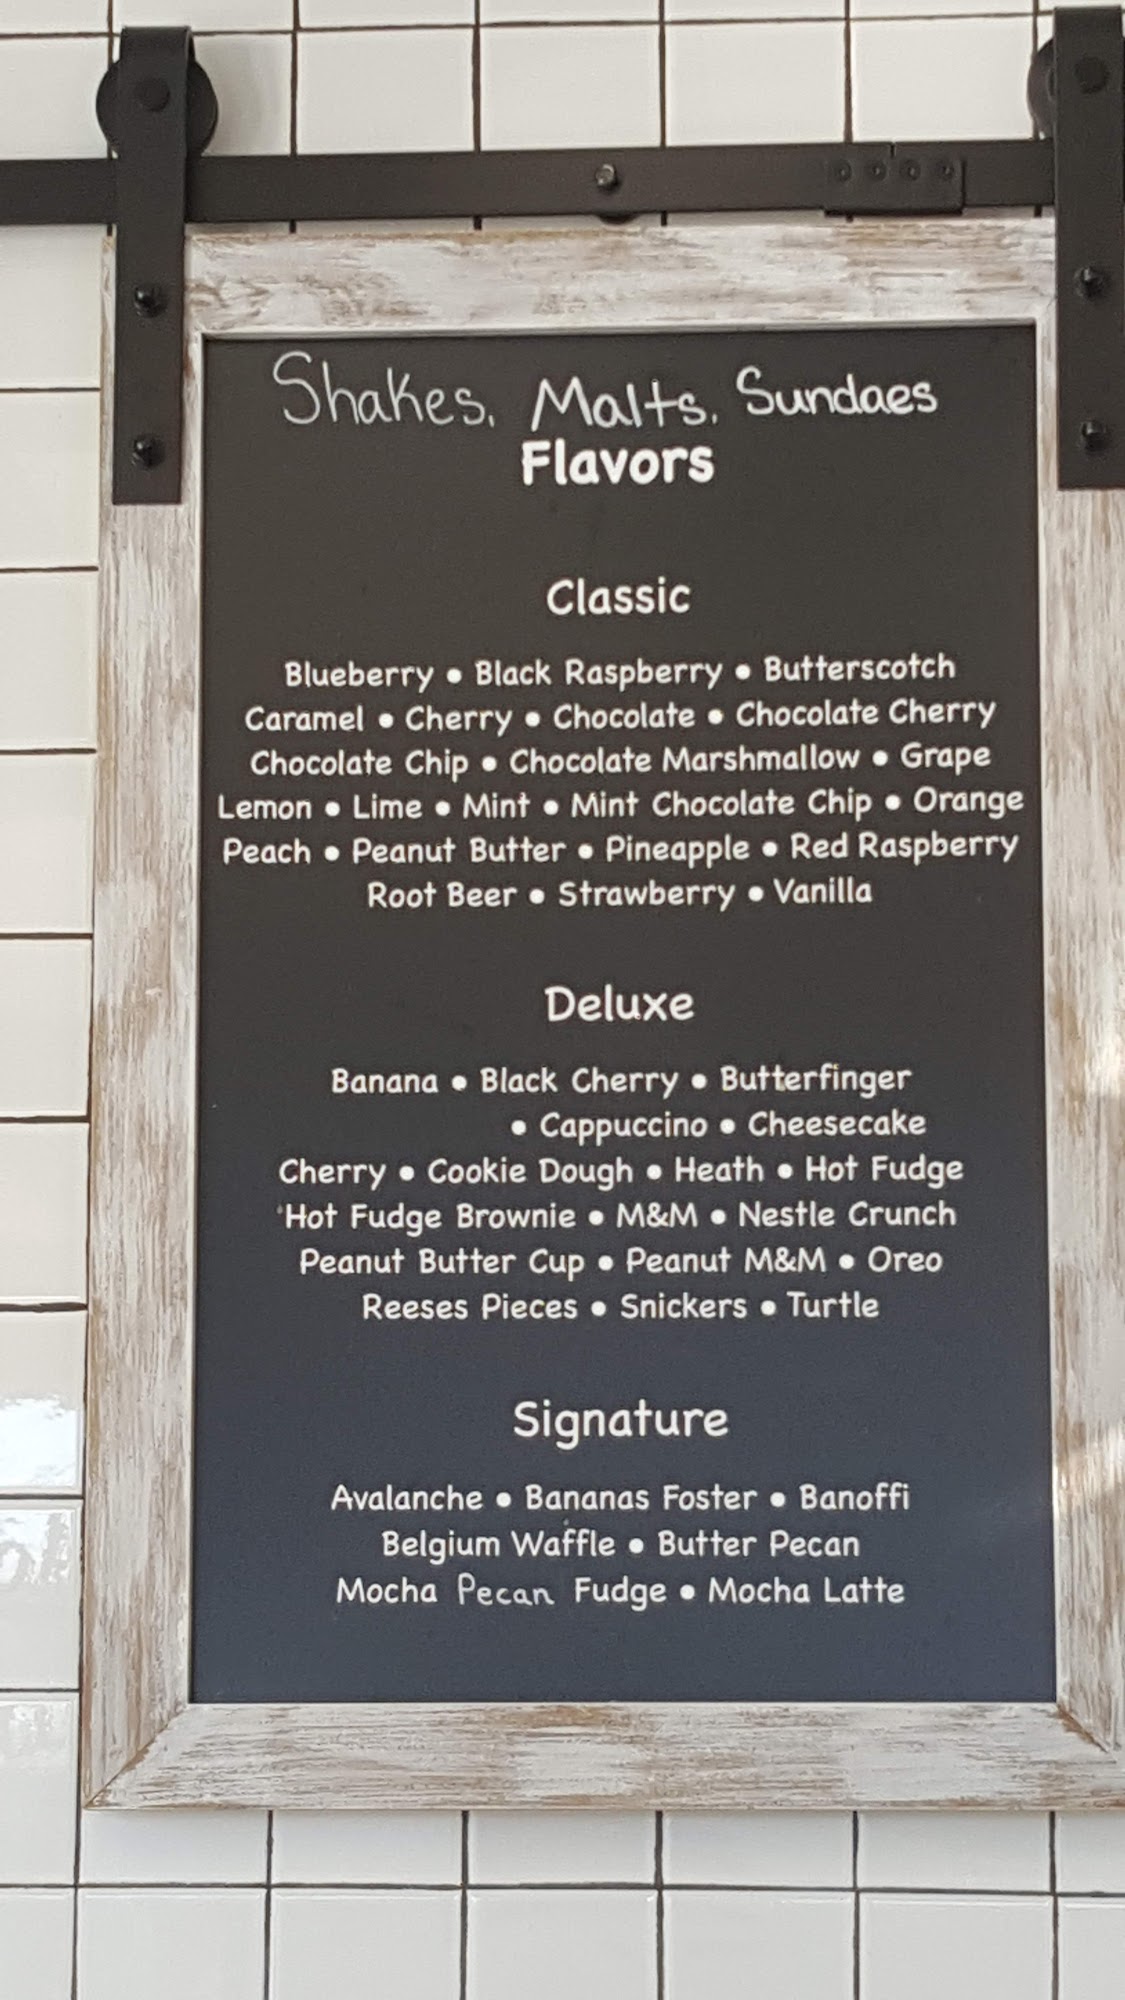 Shakes, Malts, Sundaes
Flavors
Classic
Blueberry • Black Raspberry • Butterscotch
Caramel • Cherry • Chocolate • Chocolate Cherry
Chocolate Chip • Chocolate Marshmallow • Grape
Lemon • Lime • Mint • Mint Chocolate Chip • Orange
Peach • Peanut Butter • Pineapple • Red Raspberry
Root Beer • Strawberry • Vanilla
Deluxe
Banana • Black Cherry • Butterfinger
• Cappuccino • Cheesecake
Cherry • Cookie Dough • Heath • Hot Fudge
Hot Fudge Brownie • M&M • Nestle Crunch
Peanut Butter Cup • Peanut M&M • Oreo
Reeses Pieces • Snickers • Turtle
Signature
Avalanche • Bananas Foster • Banoffi
Belgium Waffle • Butter Pecan
Mocha Pecan Fudge • Mocha Latte